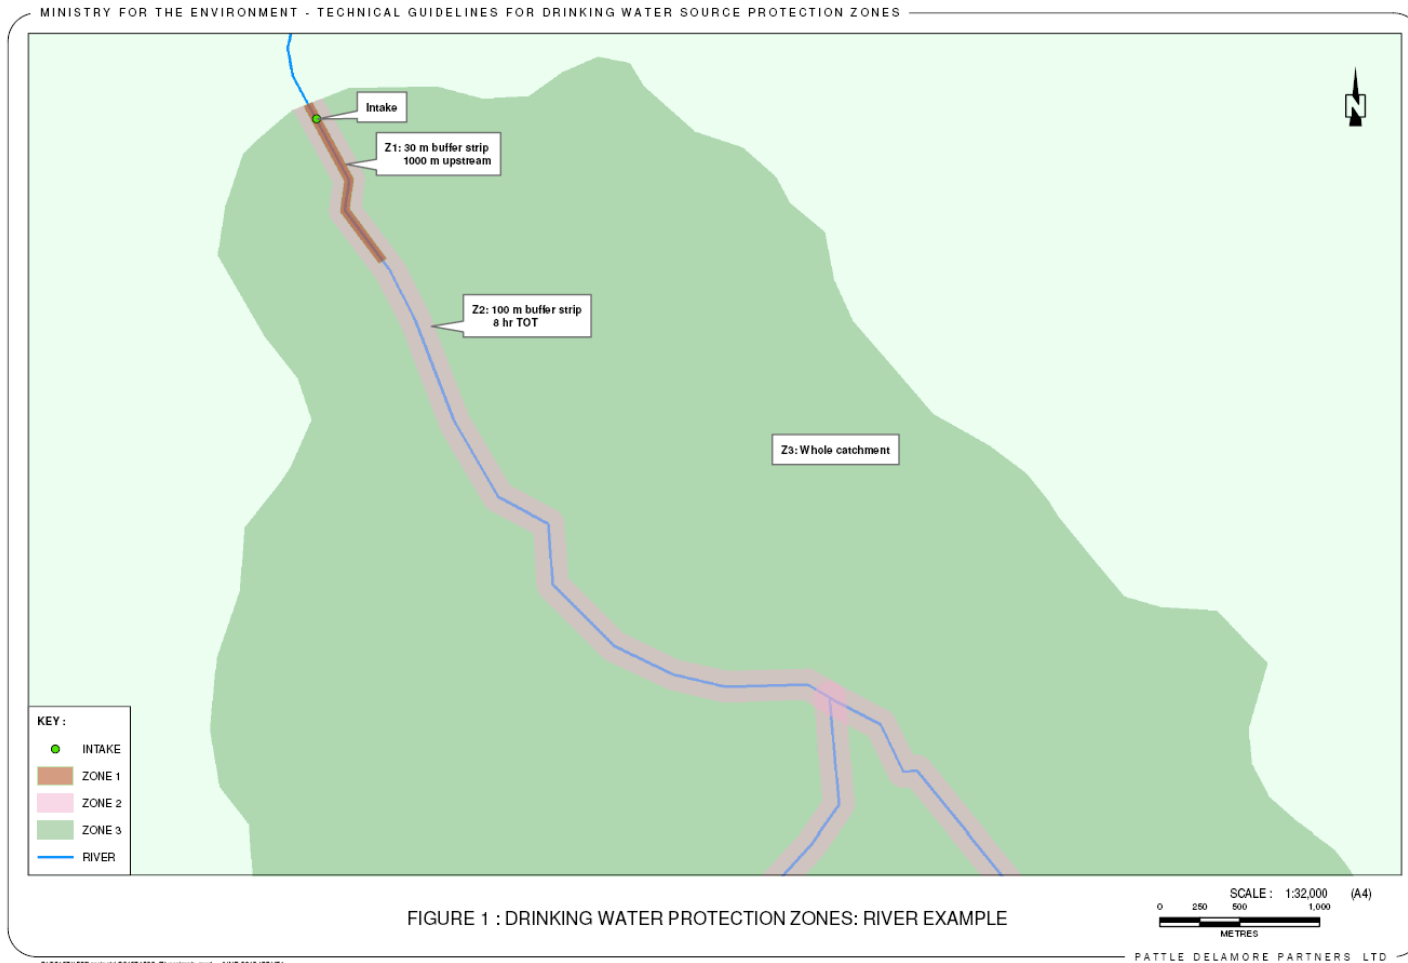 MINISTRY FOR THE ENVIRONMENT - TECHNICAL GUIDELINES FOR DRINKING WATER SOURCE PROTECTION ZONES
N
Intake
Z1: 30 m buffer strip
1000 m upstream
Z2: 100 m buffer strip
8 hr TOT
Z3: Whole catchment
KEY :
INTAKE
ZONE 1
ZONE 2
ZONE 3
RIVER
FIGURE 1 : DRINKING WATER PROTECTION ZONES: RIVER EXAMPLE
SCALE : 1:32,000 (A4)
0 250 500 1,000
METRES
PATTLE DELAMORE PARTNERS LTD